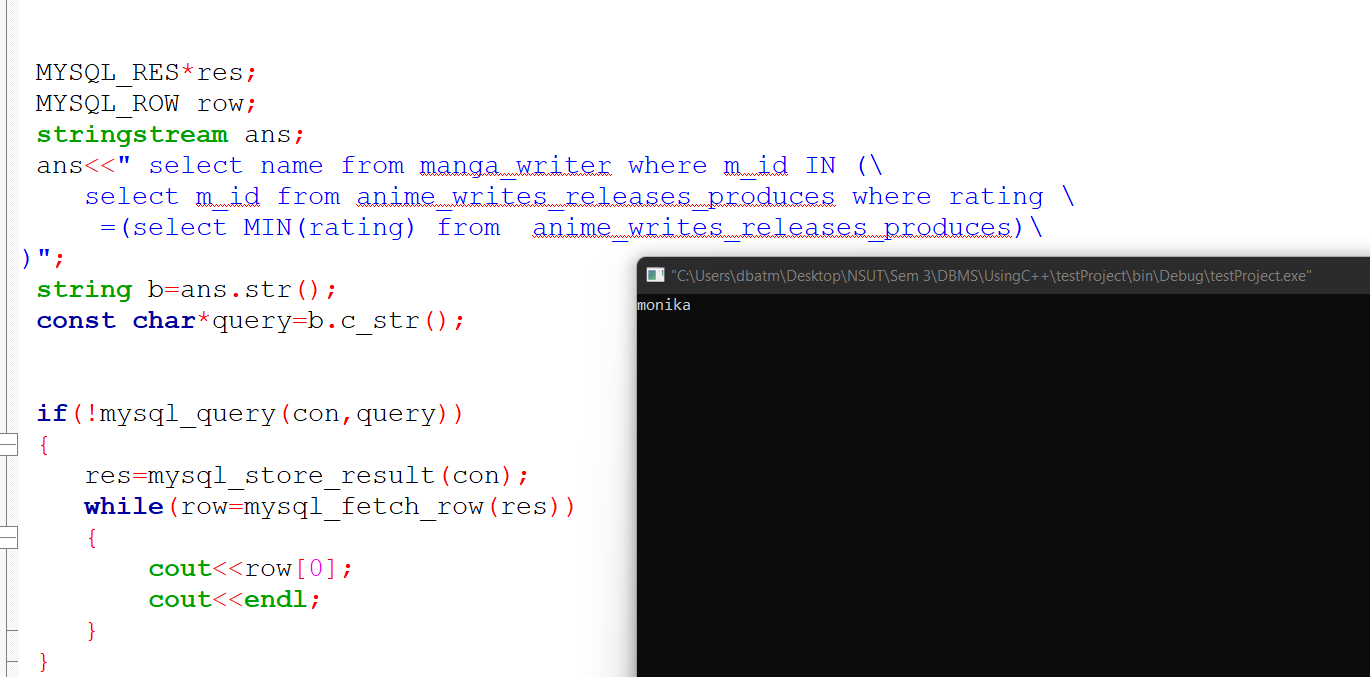 MYSQL_RES*res;
MYSQL_ROW row;
stringstream ans;
ans<<" select name from manga_writer where m_id IN (\
select m_id from anime_writes_releases_produces where rating \
=(select MIN(rating) from  anime_writes_releases_produces)\
)";
string b=ans.str();
const char*query=b.c_str();
if(!mysql_query(con,query))
{
res=mysql_store_result(con);
while(row=mysql_fetch_row(res))
{
cout<<row[0];
cout<<endl;
}
}
"C:\Users\dbatm\Desktop\NSUT\Sem 3\DBMS\UsingC++\testProject\bin\Debug\testProject.exe"
monika